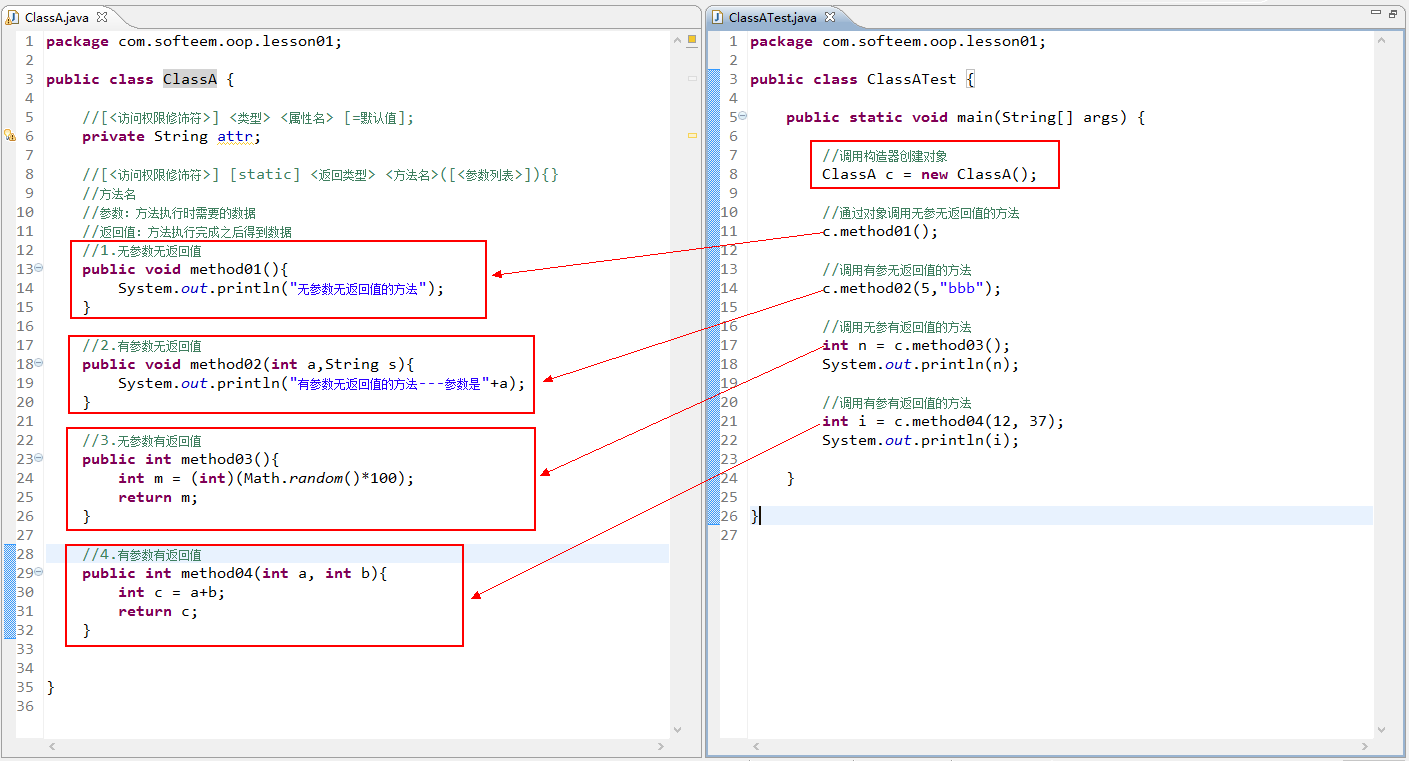 ClassA.java
1 package com.softeem.oop.lesson01;
2
3 public class ClassA {
4
5 //[<访问权限修饰符>] <类型> <属性名> [=默认值];
6 private String attr;
7
8 //[<访问权限修饰符>] [static] <返回类型> <方法名>([<参数列表>]){}
9 //方法名
10 //参数: 方法执行时需要的数据
11 //返回值: 方法执行完成之后得到数据
12 //1.无参数无返回值
13 public void method01(){
14 System.out.println("无参数无返回值的方法");
15 }
16
17 //2.有参数无返回值
18 public void method02(int a,String s){
19 System.out.println("有参数无返回值的方法---参数是"+a);
20 }
21
22 //3.无参数有返回值
23 public int method03(){
24 int m = (int)(Math.random()*100);
25 return m;
26 }
27
28 //4.有参数有返回值
29 public int method04(int a, int b){
30 int c = a+b;
31 return c;
32 }
33
34
35 }
36
ClassATest.java
1 package com.softeem.oop.lesson01;
2
3 public class ClassATest {
4
5 public static void main(String[] args) {
6
7 //调用构造器创建对象
8 ClassA c = new ClassA();
9
10 //通过对象调用无参无返回值的方法
11 c.method01();
12
13 //调用有参无返回值的方法
14 c.method02(5,"bbb");
15
16 //调用无参有返回值的方法
17 int n = c.method03();
18 System.out.println(n);
19
20 //调用有参有返回值的方法
21 int i = c.method04(12, 37);
22 System.out.println(i);
23
24 }
25
26 }
27